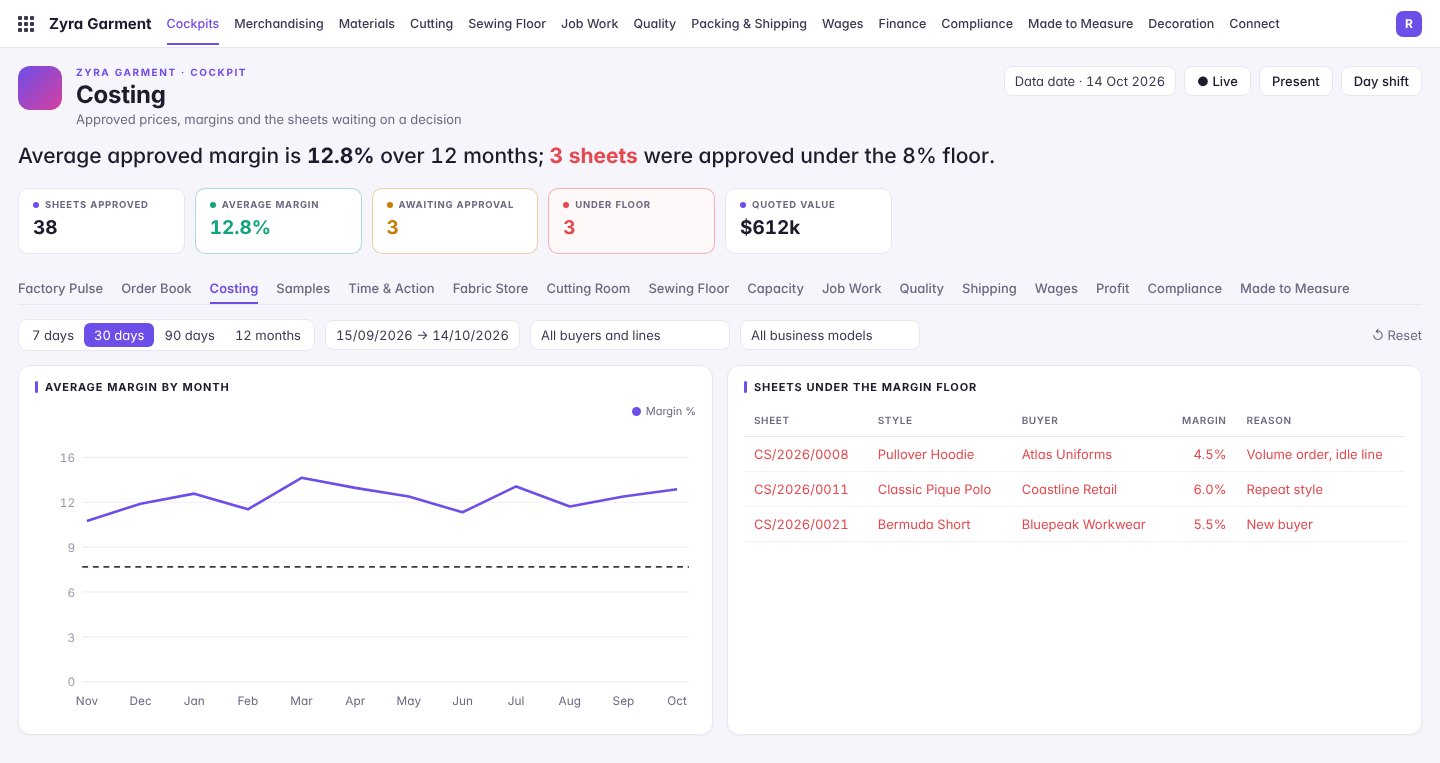 Zyra Garment Cockpits Merchandising Materials Cutting Sewing Floor Job Work Quality Packing & Shipping Wages Finance Compliance Made to Measure Decoration Connect R
ZYRA GARMENT · COCKPIT
Costing
Approved prices, margins and the sheets waiting on a decision
Data date · 14 Oct 2026 Live Present Day shift
Average approved margin is 12.8% over 12 months; 3 sheets were approved under the 8% floor.
SHEETS APPROVED
38
AVERAGE MARGIN
12.8%
AWAITING APPROVAL
3
UNDER FLOOR
3
QUOTED VALUE
$612k
Factory Pulse Order Book Costing Samples Time & Action Fabric Store Cutting Room Sewing Floor Capacity Job Work Quality Shipping Wages Profit Compliance Made to Measure
7 days 30 days 90 days 12 months 15/09/2026 → 14/10/2026 All buyers and lines All business models Reset
AVERAGE MARGIN BY MONTH
Margin %
16
12
9
6
3
0
Nov Dec Jan Feb Mar Apr May Jun Jul Aug Sep Oct
SHEETS UNDER THE MARGIN FLOOR
SHEET STYLE BUYER MARGIN REASON
CS/2026/0008 Pullover Hoodie Atlas Uniforms 4.5% Volume order, idle line
CS/2026/0011 Classic Pique Polo Coastline Retail 6.0% Repeat style
CS/2026/0021 Bermuda Short Bluepeak Workwear 5.5% New buyer